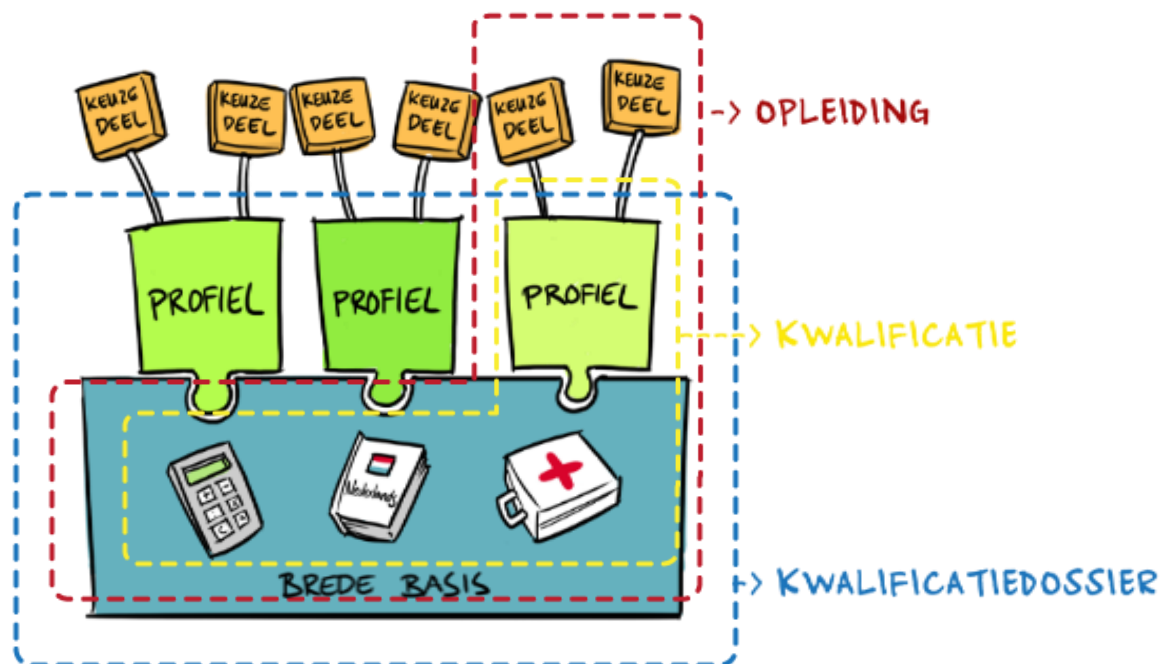 KEUZE
DEEL
KEUZE
DEEL
KEUZE
DEEL
KEUZE
DEEL
KEUZE
DEEL
KEUZE
DEEL
OPLEIDING
PROFIEL
PROFIEL
PROFIEL
KWALIFICATIE
Nederlands
BREDE BASIS
KWALIFICATIEDOSSIER